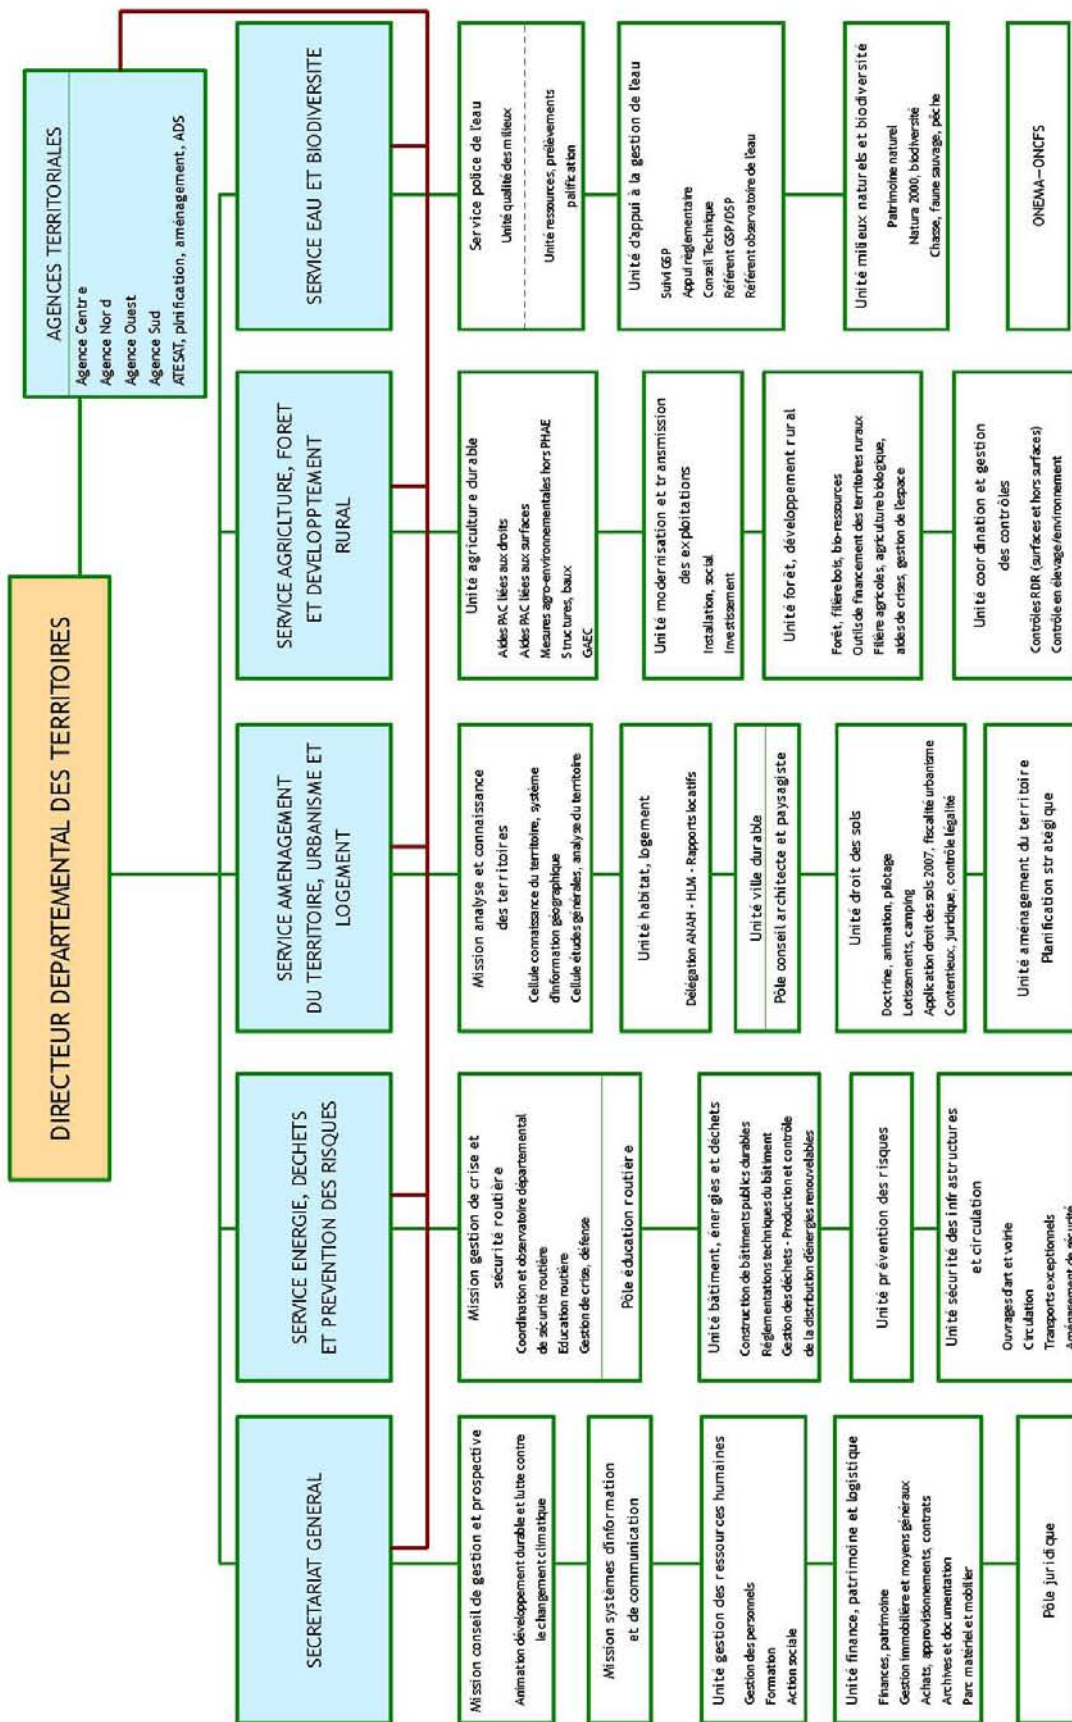 DIRECTEUR DEPARTEMENTAL DES TERRITOIRES
AGENCES TERRITORIALES
Agence Centre
Agence Nord
Agence Ouest
Agence Sud
ATESAT, plnification, aménagement, ADS
SECRETARIAT GENERAL
Mission conseil de gestion et prospective
Animation développement durable et lutte contre
le changement climatique
Mission systèmes d'information
et de communication
Unité gestion des ressources humaines
Gestion des personnels
Formation
Action sociale
Unité finance, patrimoine et logistique
Finances, patrimoine
Gestion immobilière et moyens généraux
Achats, approvisionnements, contrats
Archives et documentation
Parc matériel et mobilier
Pôle juridique
SERVICE ENERGIE, DECHETS
ET PREVENTION DES RISQUES
Mission gestion de crise et
sécurité routière
Coordination et observatoire départemental
de sécurité routière
Education routière
Gestion de crise, défense
Pôle éducation routière
Unité bâtiment, énergies et déchets
Construction de bâtiments publics durables
Réglementations techniques du bâtiment
Gestion des déchets - Production et contrôle
de la distribution d'énergies renouvelables
Unité prévention des risques
Unité sécurité des infrastructures
et circulation
Ouvrages d'art et voirie
Circulation
Transports exceptionnels
Aménagement de sécurité
SERVICE AMENAGEMENT
DU TERRITOIRE, URBANISME ET
LOGEMENT
Mission analyse et connaissance
des territoires
Cellule connaissance du territoire, système
d'information géographique
Cellule études générales, analyse du territoire
Unité habitat, logement
Délégation ANAH - HLM - Rapports locatifs
Unité ville durable
Pôle conseil architecte et paysagiste
Unité droit des sols
Doctrine, animation, pilotage
Lotissements, camping
Application droit des sols 2007, fiscalité urbanisme
Contentieux, juridique, contrôle légalité
Unité aménagement du territoire
Planification stratégique
SERVICE AGRICLTURE, FORET
ET DEVELOPPTEMENT
RURAL
Unité agriculture durable
Aides PAC liées aux droits
Aides PAC liées aux surfaces
Mesures agro-environnementales hors PHAE
Structures, baux
GAEC
Unité modernisation et transmission
des exploitations
Installation, social
Investissement
Unité forêt, développement rural
Forêt, filière bois, bio-ressources
Outils de financement des territoires ruraux
Filière agricoles, agriculture biologique,
aides de crises, gestion de l'espace
Unité coordination et gestion
des contrôles
Contrôles RDR (surfaces et hors surfaces)
Contrôle en élevage/environnement
SERVICE EAU ET BIODIVERSITE
Service police de l'eau
Unité qualité des milieux
Unité ressources, prélèvements
palification
Unité d'appui à la gestion de l'eau
Suivi GSP
Appui règlementaire
Conseil Technique
Référent GSP/DSP
Référent observatoire de l'eau
Unité milieux naturels et biodiversité
Patrimoine naturel
Natura 2000, biodiversité
Chasse, faune sauvage, pêche
ONEMA-ONCFS